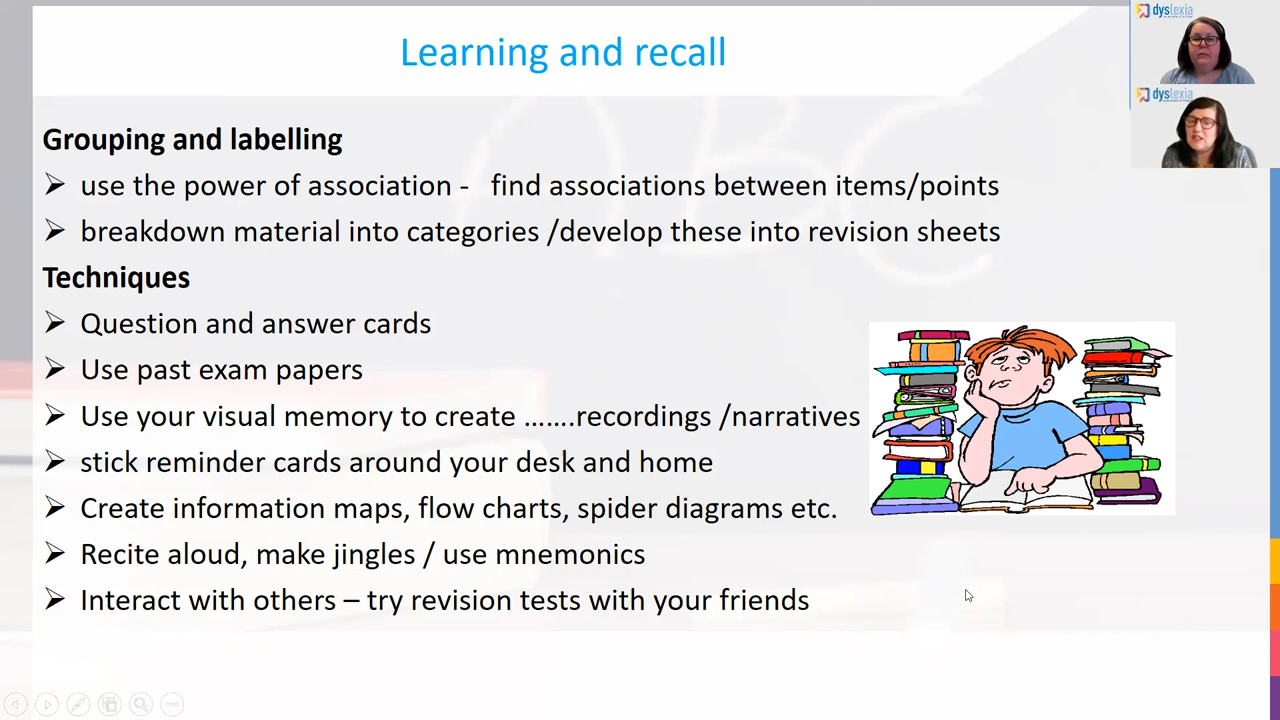 Learning and recall
dyslexia
dyslexia
Grouping and labelling
use the power of association -   find associations between items/points
breakdown material into categories /develop these into revision sheets
Techniques
Question and answer cards
Use past exam papers
Use your visual memory to create …….recordings /narratives
stick reminder cards around your desk and home
Create information maps, flow charts, spider diagrams etc.
Recite aloud, make jingles / use mnemonics
Interact with others – try revision tests with your friends